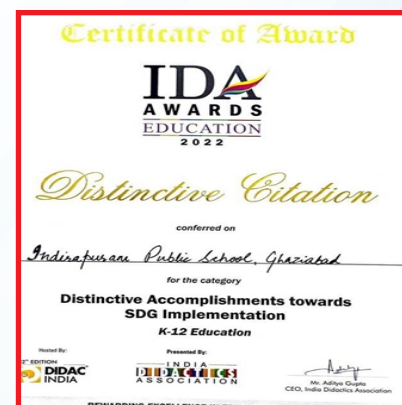 Certificate of Award
IDA
AWARDS
EDUCATION
2022
Distinctive Citation
conferred on
Indirapuram Public School, Ghaziabad
for the category
Distinctive Accomplishments towards
SDG Implementation
K-12 Education
Hosted By:
Presented By:
EDITION
DIDAC
INDIA
INDIA
DIDACTICS
ASSOCIATION
Mr. Aditya Gupta
CEO, India Didactics Association